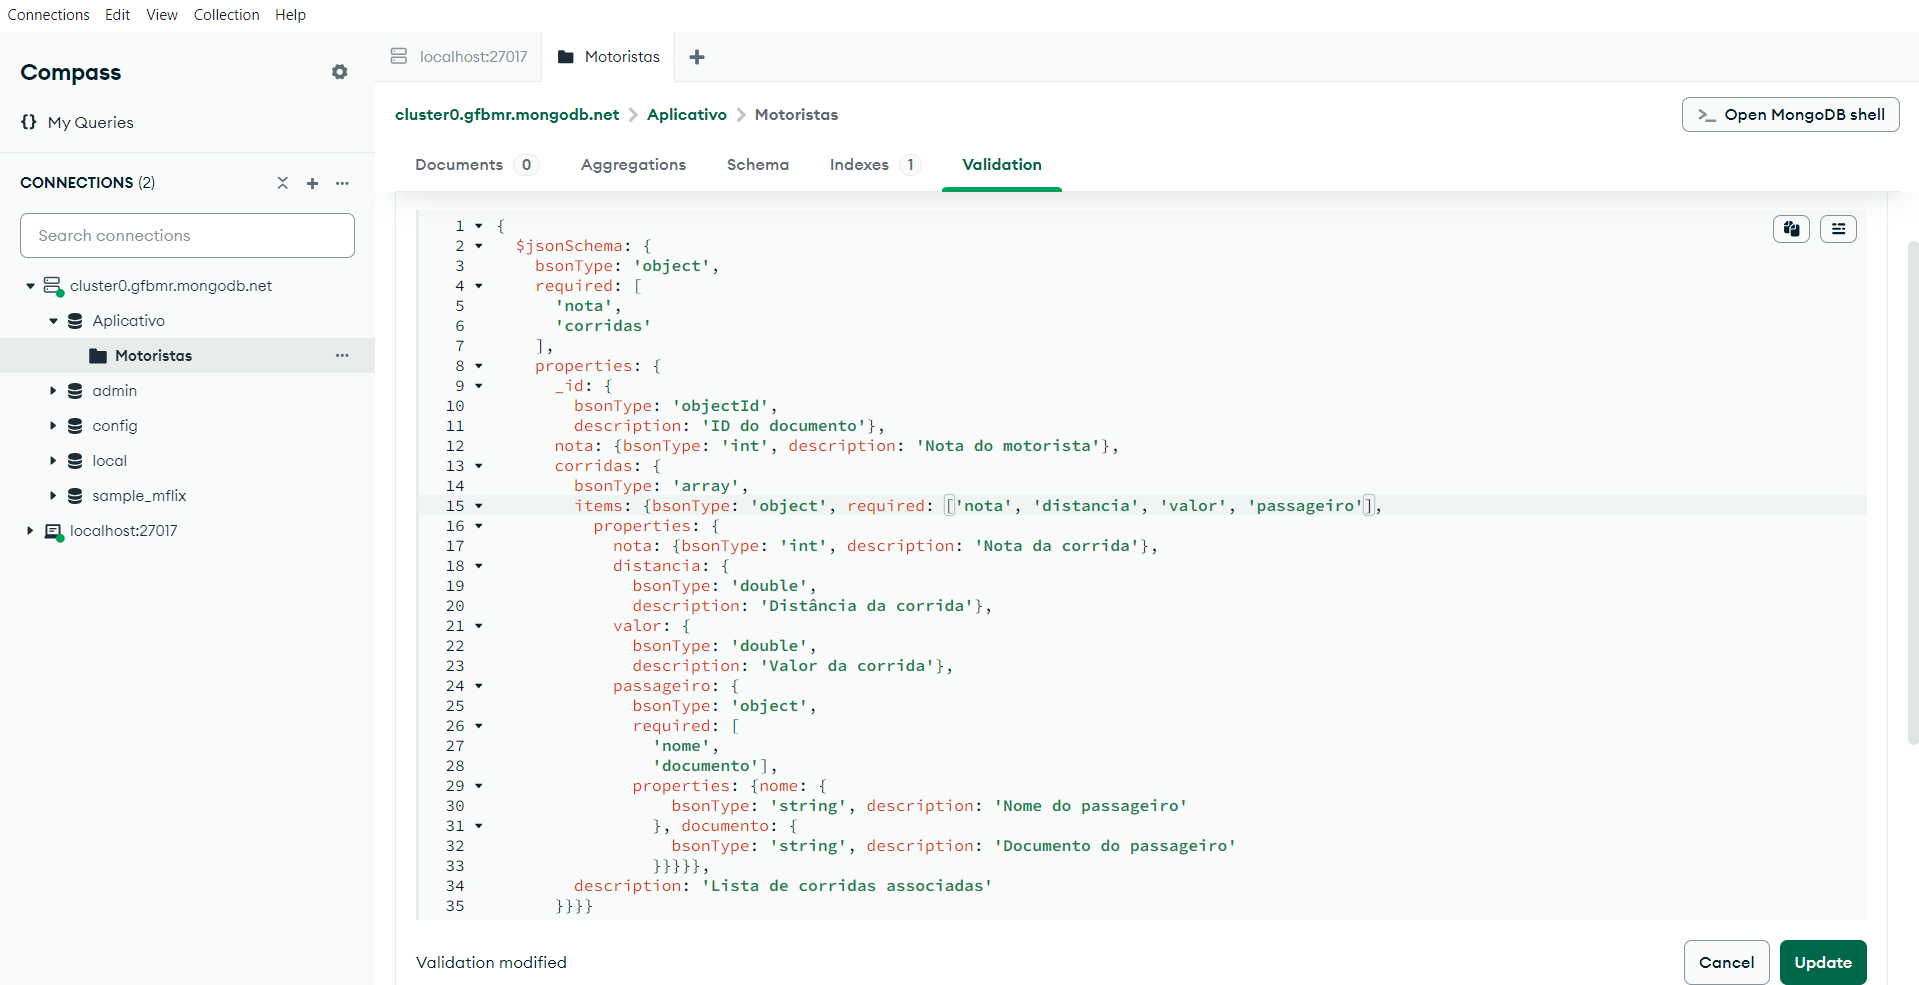 Connections Edit View Collection Help
Compass
My Queries
CONNECTIONS (2)
Search connections
cluster0.gfbmr.mongodb.net
Aplicativo
Motoristas
admin
config
local
sample_mflix
localhost:27017
localhost:27017 Motoristas
cluster0.gfbmr.mongodb.net > Aplicativo > Motoristas
>_ Open MongoDB shell
Documents 0 Aggregations Schema Indexes 1 Validation
1 {
2 $jsonSchema: {
3 bsonType: 'object',
4 required: [
5 'nota',
6 'corridas'
7 ],
8 properties: {
9 _id: {
10 bsonType: 'objectId',
11 description: 'ID do documento'},
12 nota: {bsonType: 'int', description: 'Nota do motorista'},
13 corridas: {
14 bsonType: 'array',
15 items: {bsonType: 'object', required: ['nota', 'distancia', 'valor', 'passageiro'],
16 properties: {
17 nota: {bsonType: 'int', description: 'Nota da corrida'},
18 distancia: {
19 bsonType: 'double',
20 description: 'Distância da corrida'},
21 valor: {
22 bsonType: 'double',
23 description: 'Valor da corrida'},
24 passageiro: {
25 bsonType: 'object',
26 required: [
27 'nome',
28 'documento'],
29 properties: {nome: {
30 bsonType: 'string', description: 'Nome do passageiro'
31 }, documento: {
32 bsonType: 'string', description: 'Documento do passageiro'
33 }}}}},
34 description: 'Lista de corridas associadas'
35 }}}}
Validation modified
Cancel Update